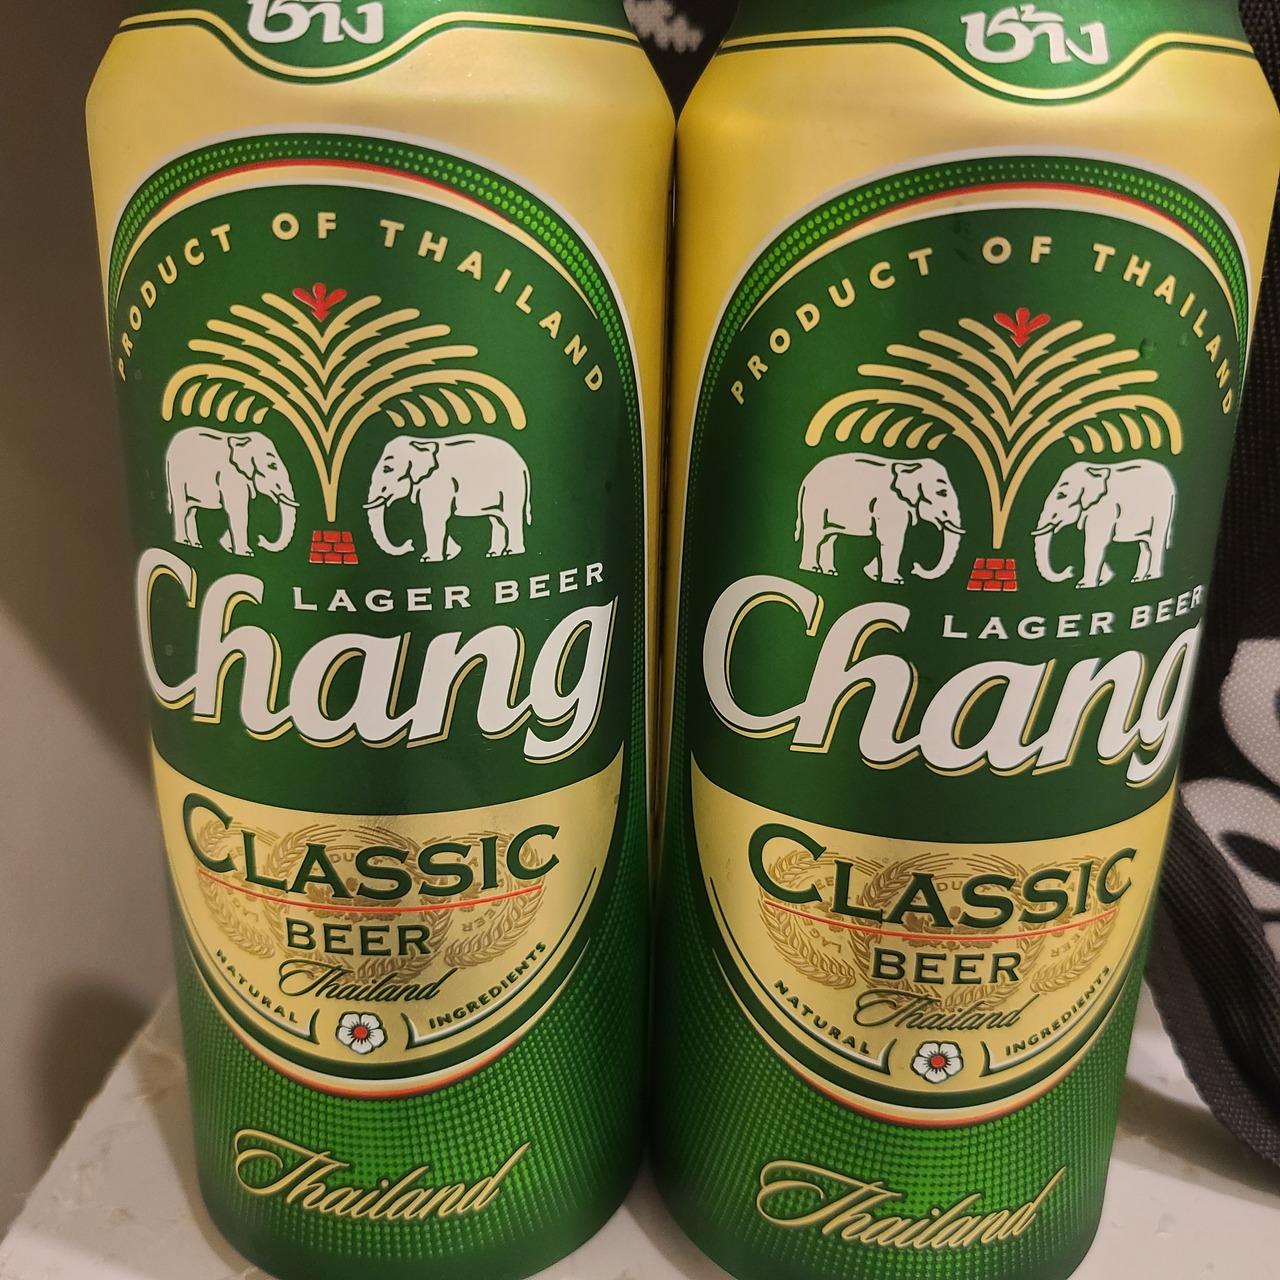 ช้าง
PRODUCT OF THAILAND
LAGER BEER
Chang
CLASSIC
BEER
Thailand
NATURAL INGREDIENTS
Thailand
ช้าง
PRODUCT OF THAILAND
LAGER BEER
Chang
CLASSIC
BEER
Thailand
NATURAL INGREDIENTS
Thailand